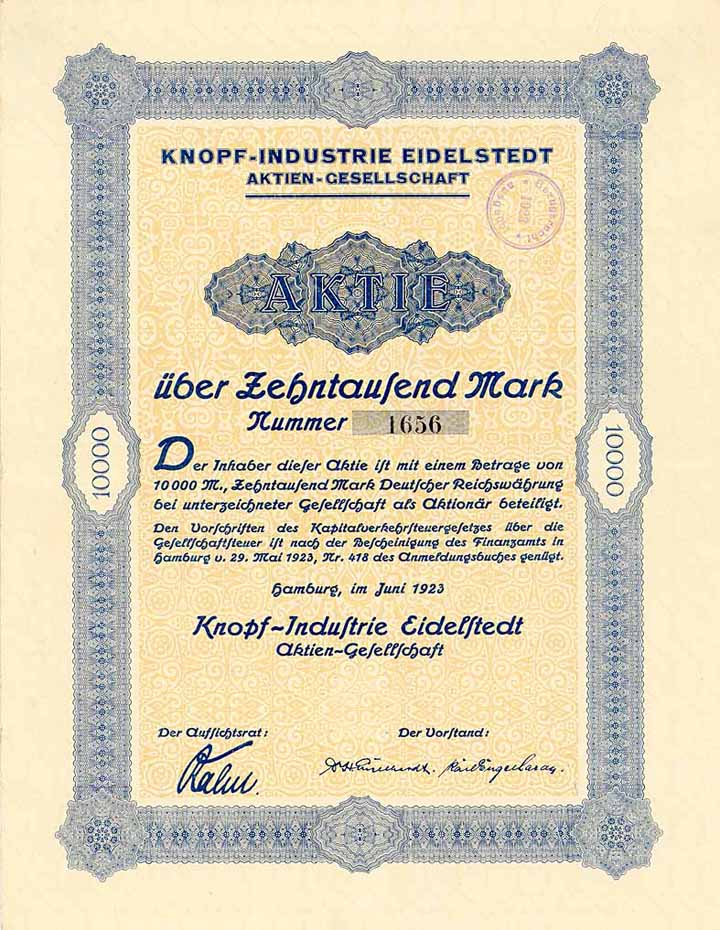 KNOPF-INDUSTRIE EIDELSTEDT
AKTIEN-GESELLSCHAFT
Bezugsrecht
1923
AKTIE
über Zehntauſend Mark
Nummer 1656
10000
10000
Der Inhaber dieſer Aktie iſt mit einem Betrage von
10000 M., Zehntauſend Mark Deutſcher Reichswährung
bei unterzeichneter Geſellſchaft als Aktionär beteiligt.
Den Vorſchriften des Kapitalverkehrſteuergeſetzes über die
Geſellſchaftſteuer iſt nach der Beſcheinigung des Finanzamts in
Hamburg v. 29. Mai 1923, Nr. 418 des Anmeldungsbuches genügt.
Hamburg, im Juni 1923
Knopf-Induſtrie Eidelſtedt
Aktien-Geſellſchaft
Der Aufſichtsrat:
Der Vorſtand: